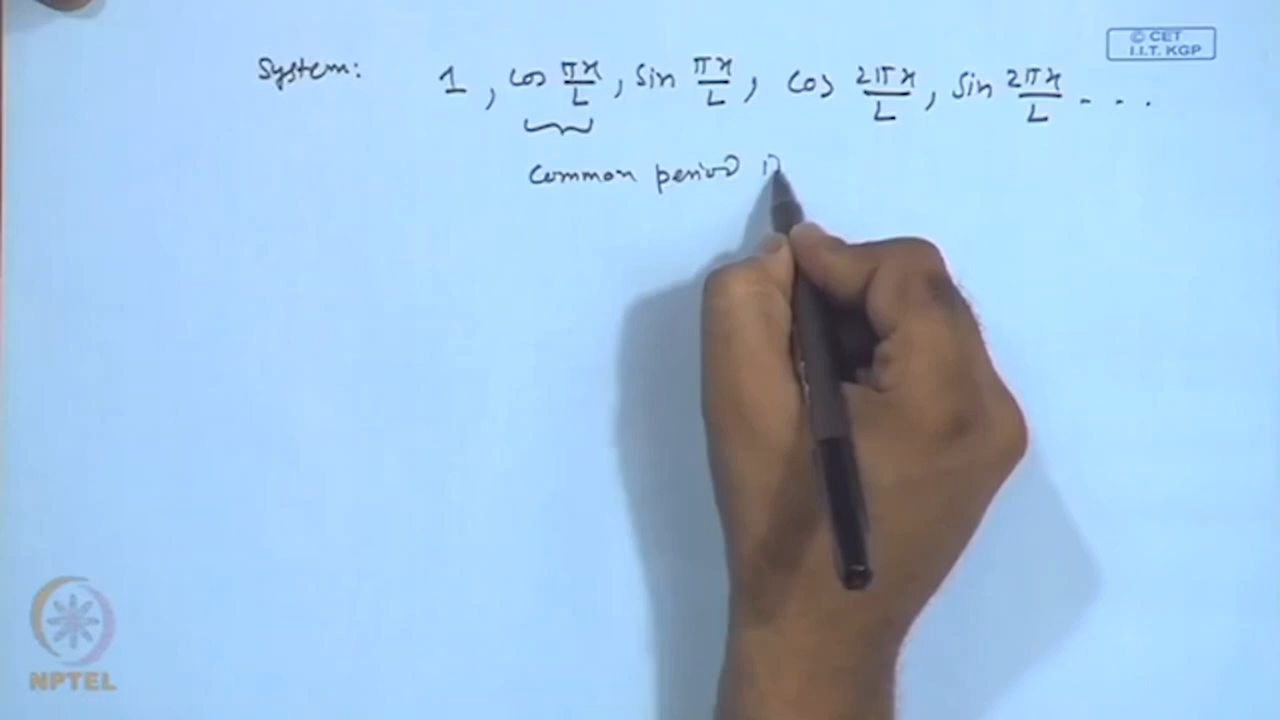 © CET
I.I.T. KGP
System: 1, cos πx/L, sin πx/L, cos 2πx/L, sin 2πx/L - - - .
Common period
NPTEL